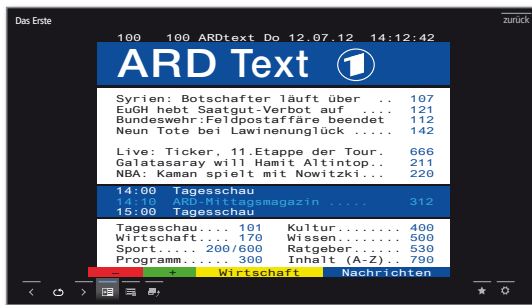 Das Erste zurück
100 100 ARDtext Do 12.07.12 14:12:42
ARD Text 1
Syrien: Botschafter läuft über .. 107
EuGH hebt Saatgut-Verbot auf .... 121
Bundeswehr:Feldpostaffäre beendet 112
Neun Tote bei Lawinenunglück ..... 142
Live: Ticker, 11.Etappe der Tour. 666
Galatasaray will Hamit Altintop.. 211
NBA: Kaman spielt mit Nowitzki... 220
14:00 Tagesschau
14:10 ARD-Mittagsmagazin ..... 312
15:00 Tagesschau
Tagesschau.... 101 Kultur........ 400
Wirtschaft.... 170 Wissen........ 500
Sport..... 200/600 Ratgeber...... 530
Programm...... 300 Inhalt (A-Z).. 790
– + Wirtschaft Nachrichten